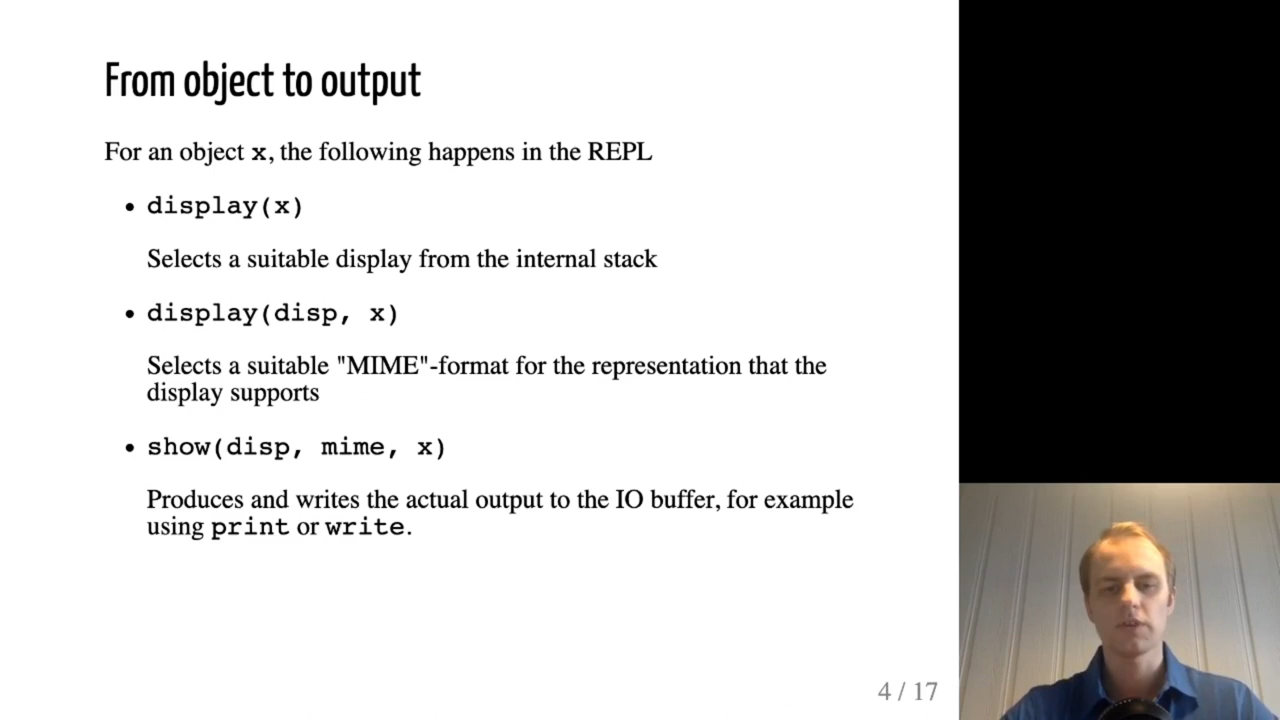 From object to output
For an object x, the following happens in the REPL
• display(x)
Selects a suitable display from the internal stack
• display(disp, x)
Selects a suitable "MIME"-format for the representation that the
display supports
• show(disp, mime, x)
Produces and writes the actual output to the IO buffer, for example
using print or write.
4 / 17